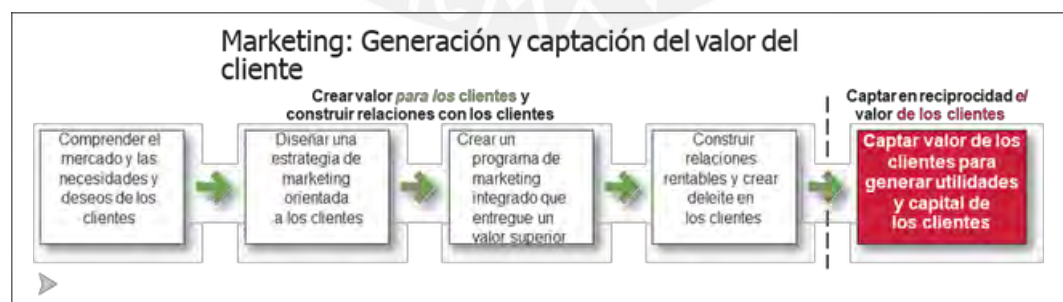 Marketing: Generación y captación del valor del
cliente
Crear valor para los clientes y
construir relaciones con los clientes
Captar en reciprocidad el
valor de los clientes
Comprender el
mercado y las
necesidades y
deseos de los
clientes
Diseñar una
estrategia de
marketing
orientada
a los clientes
Crear un
programa de
marketing
integrado que
entregue un
valor superior
Construir
relaciones
rentables y crear
deleite en
los clientes
Captar valor de los
clientes para
generar utilidades
y capital de
los clientes